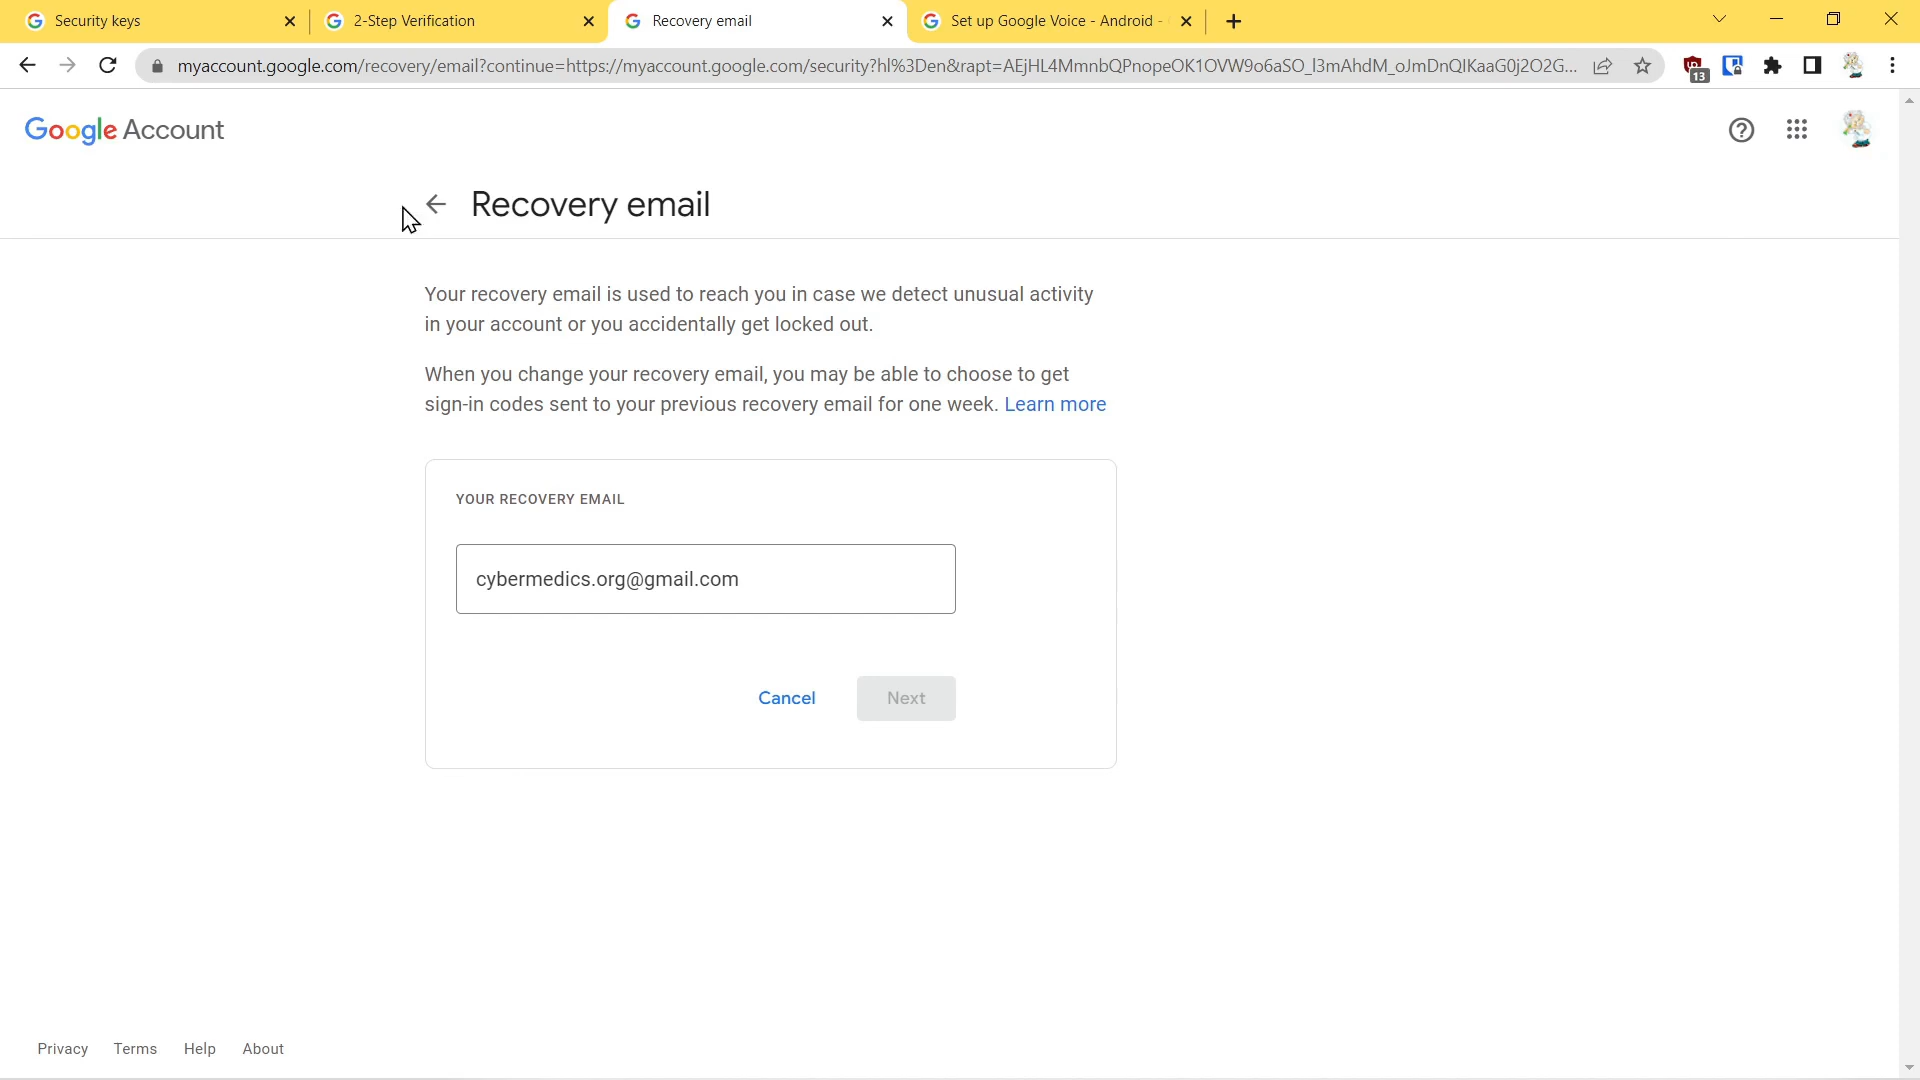 Security keys
2-Step Verification
Recovery email
Set up Google Voice - Android -
myaccount.google.com/recovery/email?continue=https://myaccount.google.com/security?hl%3Den&rapt=AEjHL4MmnbQPnopeOK1OVW9o6aSO_l3mAhdM_oJmDnQIKaaG0j2O2G...
13
Google Account
Recovery email
Your recovery email is used to reach you in case we detect unusual activity
in your account or you accidentally get locked out.
When you change your recovery email, you may be able to choose to get
sign-in codes sent to your previous recovery email for one week. Learn more
YOUR RECOVERY EMAIL
cybermedics.org@gmail.com
Cancel
Next
Privacy
Terms
Help
About